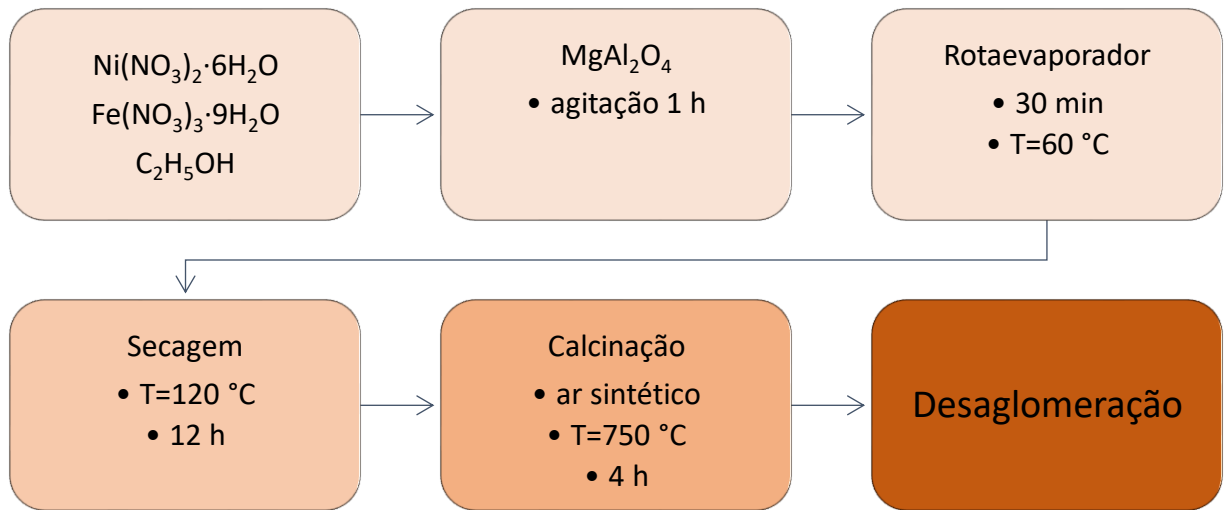 Ni(NO₃)₂·6H₂O
Fe(NO₃)₃·9H₂O
C₂H₅OH
MgAl₂O₄
• agitação 1 h
Rotaevaporador
• 30 min
• T=60 °C
Secagem
• T=120 °C
• 12 h
Calcinação
• ar sintético
• T=750 °C
• 4 h
Desaglomeração